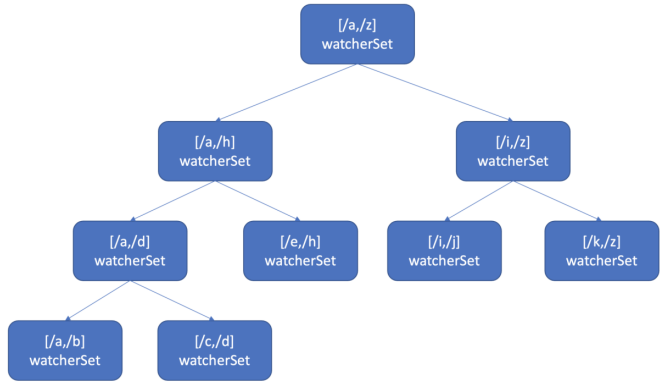 [/a,/z]
watcherSet
[/a,/h]
watcherSet
[/i,/z]
watcherSet
[/a,/d]
watcherSet
[/e,/h]
watcherSet
[/i,/j]
watcherSet
[/k,/z]
watcherSet
[/a,/b]
watcherSet
[/c,/d]
watcherSet